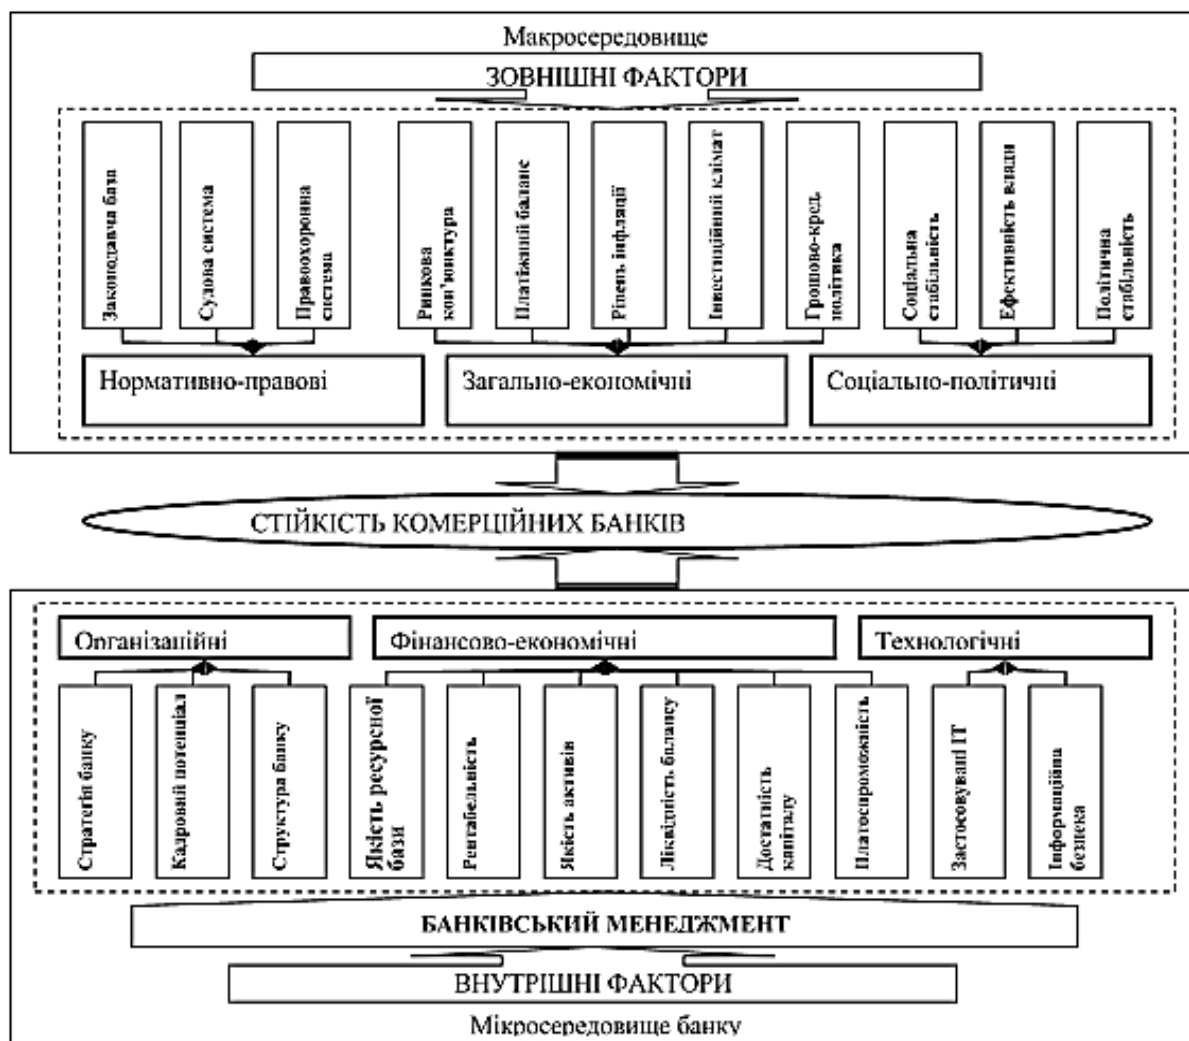 Макросередовище
ЗОВНІШНІ ФАКТОРИ
Законодавча база
Судова система
Правоохоронна
система
Ринкова
кон'юнктура
Платіжний баланс
Рівень інфляції
Інвестиційний клімат
Грошово-кред.
політика
Соціальна
стабільність
Ефективність влади
Політична
стабільність
Нормативно-правові
Загально-економічні
Соціально-політичні
СТІЙКІСТЬ КОМЕРЦІЙНИХ БАНКІВ
Організаційні
Фінансово-економічні
Технологічні
Стратегія банку
Кадровий потенціал
Структура банку
Якість ресурсної
бази
Рентабельність
Якість активів
Ліквідність балансу
Достатність
капіталу
Платоспроможність
Застосовувані ІТ
Інформаційна
безпека
БАНКІВСЬКИЙ МЕНЕДЖМЕНТ
ВНУТРІШНІ ФАКТОРИ
Мікросередовище банку